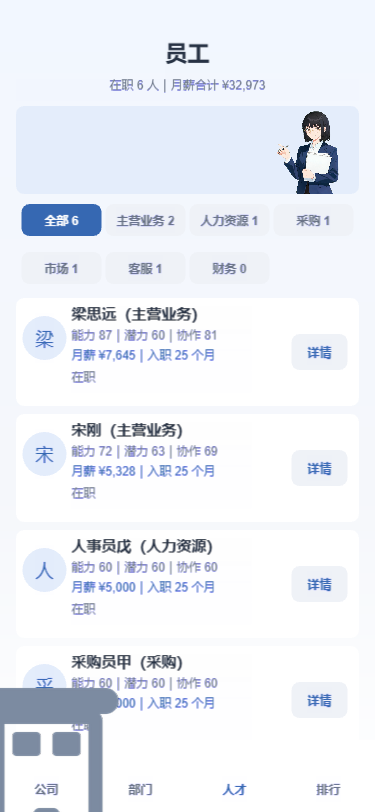 员工
在职 6 人 | 月薪合计 ¥32,973
全部 6
主营业务 2
人力资源 1
采购 1
市场 1
客服 1
财务 0
梁
梁思远（主营业务）
能力 87 | 潜力 60 | 协作 81
月薪 ¥7,645 | 入职 25 个月
在职
详情
宋
宋刚（主营业务）
能力 72 | 潜力 63 | 协作 69
月薪 ¥5,328 | 入职 25 个月
在职
详情
人
人事员戊（人力资源）
能力 60 | 潜力 60 | 协作 60
月薪 ¥5,000 | 入职 25 个月
在职
详情
采购员甲（采购）
能力 60 | 潜力 60 | 协作 60
000 | 入职 25 个月
详情
公司
部门
人才
排行